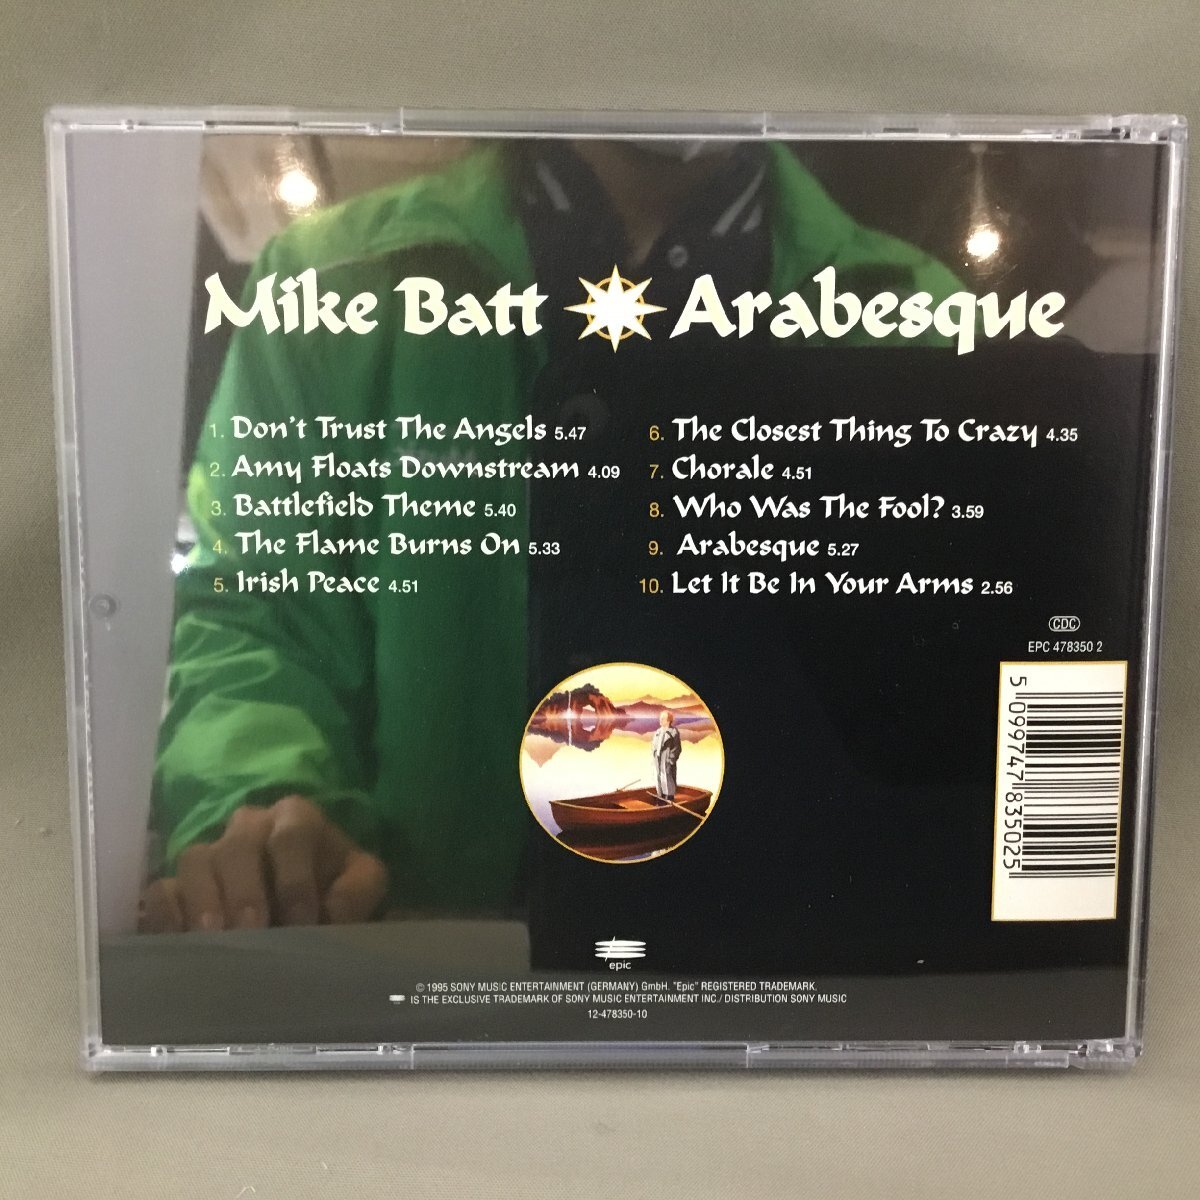 Mike Batt Arabesque
1. Don't Trust The Angels 5.47
2. Amy Floats Downstream 4.09
3. Battlefield Theme 5.40
4. The Flame Burns On 5.33
5. Irish Peace 4.51
6. The Closest Thing To Crazy 4.35
7. Chorale 4.51
8. Who Was The Fool? 3.59
9. Arabesque 5.27
10. Let It Be In Your Arms 2.56
CDC
EPC 478350 2
5 099747 835025
epic
© 1995 SONY MUSIC ENTERTAINMENT (GERMANY) GmbH. "Epic" REGISTERED TRADEMARK.
IS THE EXCLUSIVE TRADEMARK OF SONY MUSIC ENTERTAINMENT INC./ DISTRIBUTION SONY MUSIC
12-478350-10